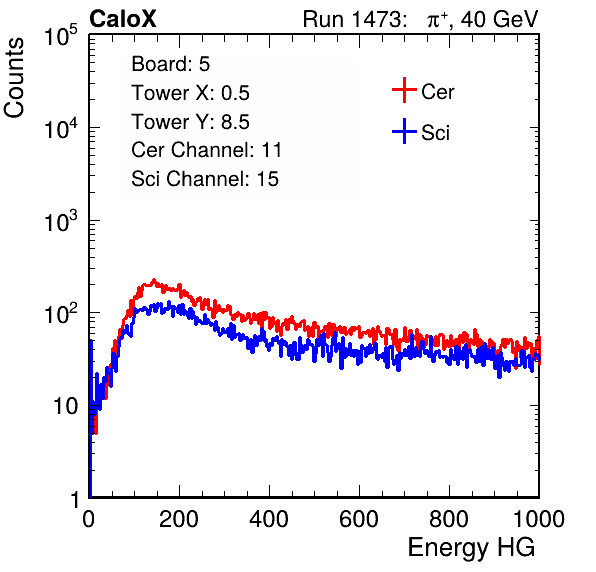 CaloX Run 1473: π⁺, 40 GeV
Counts
Board: 5
Tower X: 0.5
Tower Y: 8.5
Cer Channel: 11
Sci Channel: 15
Cer
Sci
10⁵
10⁴
10³
10²
10
1
0 200 400 600 800 1000
Energy HG